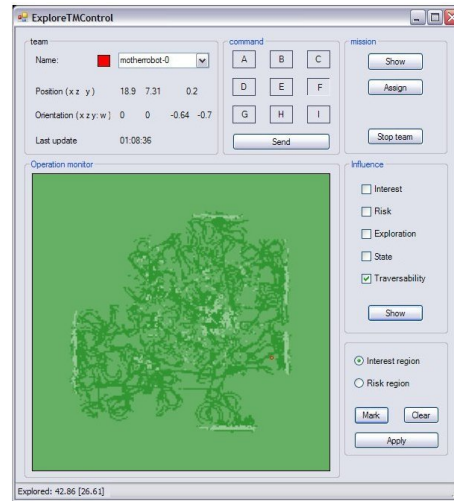 ExploreTMControl
team
Name: motherrobot-0
Position ( x z y ) 18.9 7.31 0.2
Orientation ( x z y: w ) 0 0 -0.64 -0.7
Last update 01:08:36
command
A B C
D E F
G H I
Send
mission
Show
Assign
Stop team
Operation monitor
Influence
Interest
Risk
Exploration
State
Traversability
Show
Interest region
Risk region
Mark Clear
Apply
Explored: 42.86 [26.61]